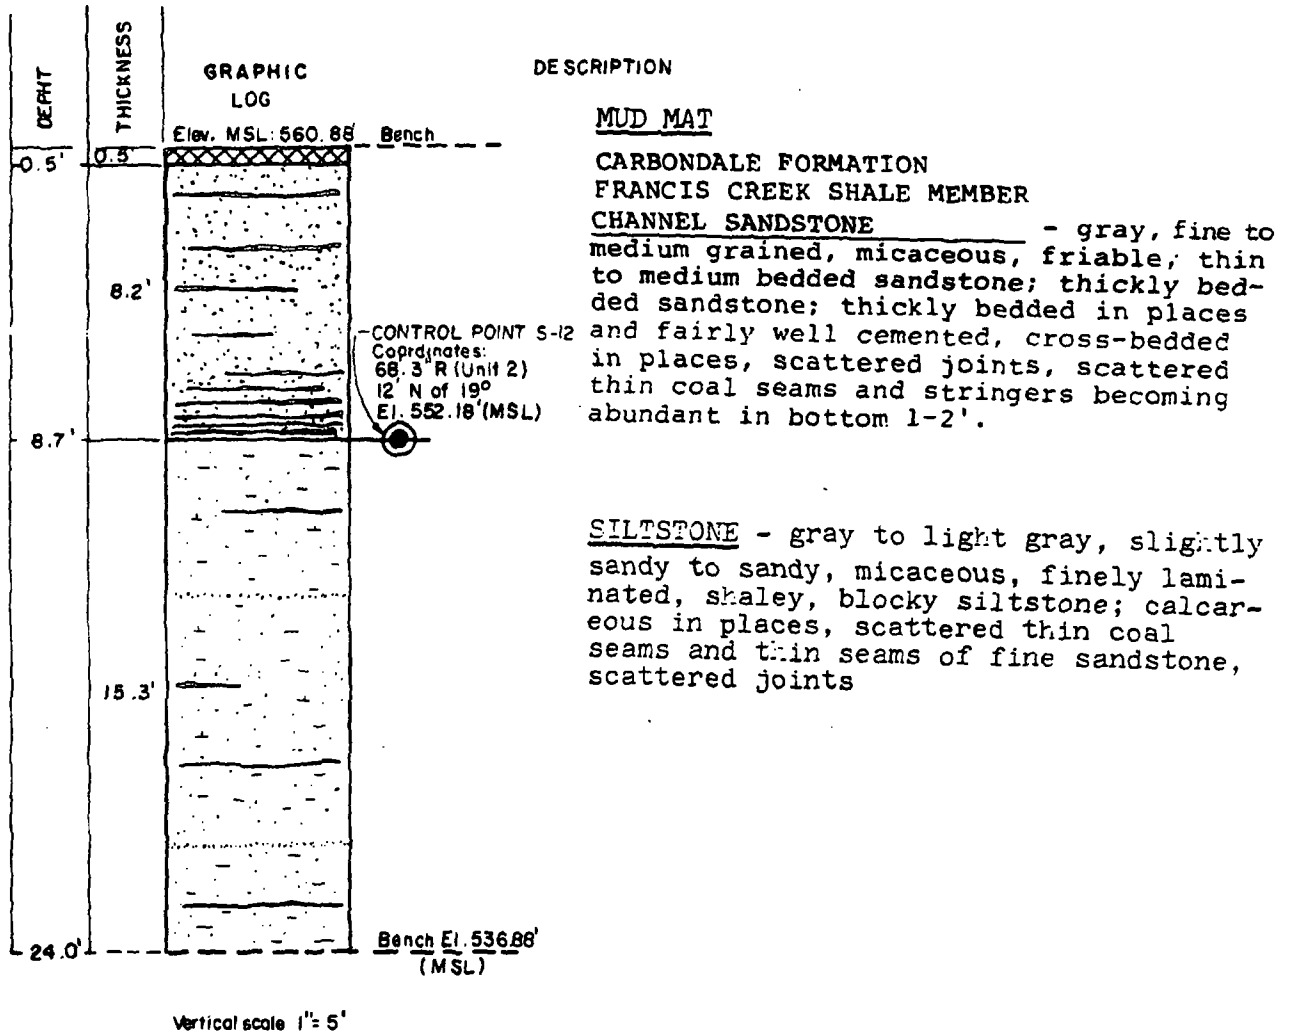 DEPHT
THICKNESS
GRAPHIC
LOG
DESCRIPTION
Elev. MSL: 560.88' Bench
0.5'
0.5'
8.2'
8.7'
15.3'
24.0'
CONTROL POINT S-12
Coordinates:
68.3" R (Unit 2)
12' N of 19°
El. 552.18' (MSL)
MUD MAT
CARBONDALE FORMATION
FRANCIS CREEK SHALE MEMBER
CHANNEL SANDSTONE - gray, fine to
medium grained, micaceous, friable, thin
to medium bedded sandstone; thickly bed-
ded sandstone; thickly bedded in places
and fairly well cemented, cross-bedded
in places, scattered joints, scattered
thin coal seams and stringers becoming
abundant in bottom 1-2'.
SILTSTONE - gray to light gray, slightly
sandy to sandy, micaceous, finely lami-
nated, shaley, blocky siltstone; calcar-
eous in places, scattered thin coal
seams and thin seams of fine sandstone,
scattered joints
Bench El. 536.88'
(MSL)
Vertical scale 1"= 5'